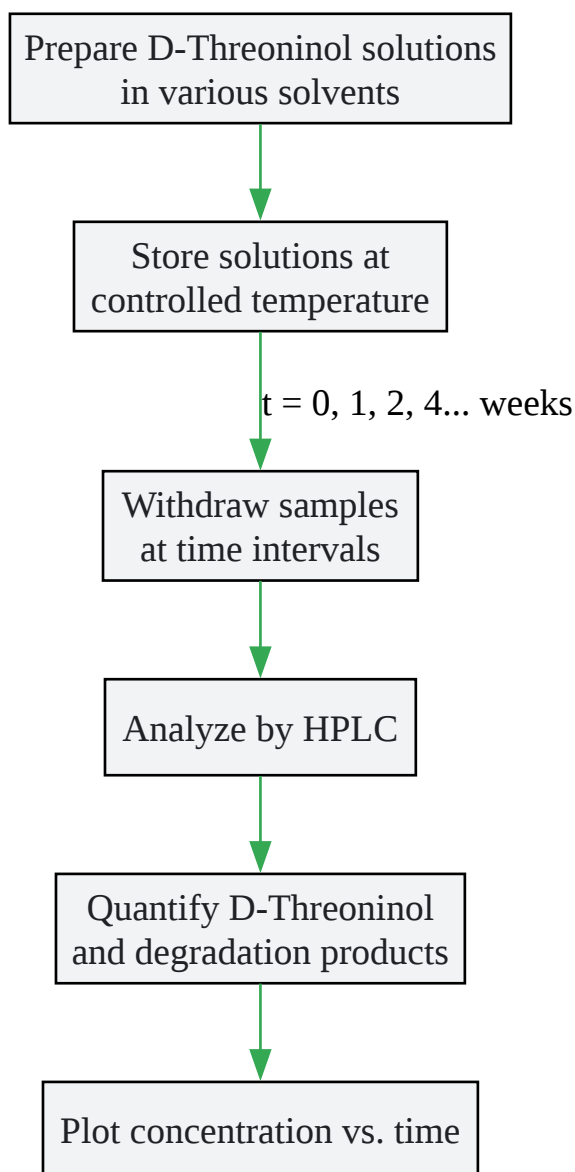 Prepare D-Threoninol solutions
in various solvents
Store solutions at
controlled temperature
t = 0, 1, 2, 4... weeks
Withdraw samples
at time intervals
Analyze by HPLC
Quantify D-Threoninol
and degradation products
Plot concentration vs. time